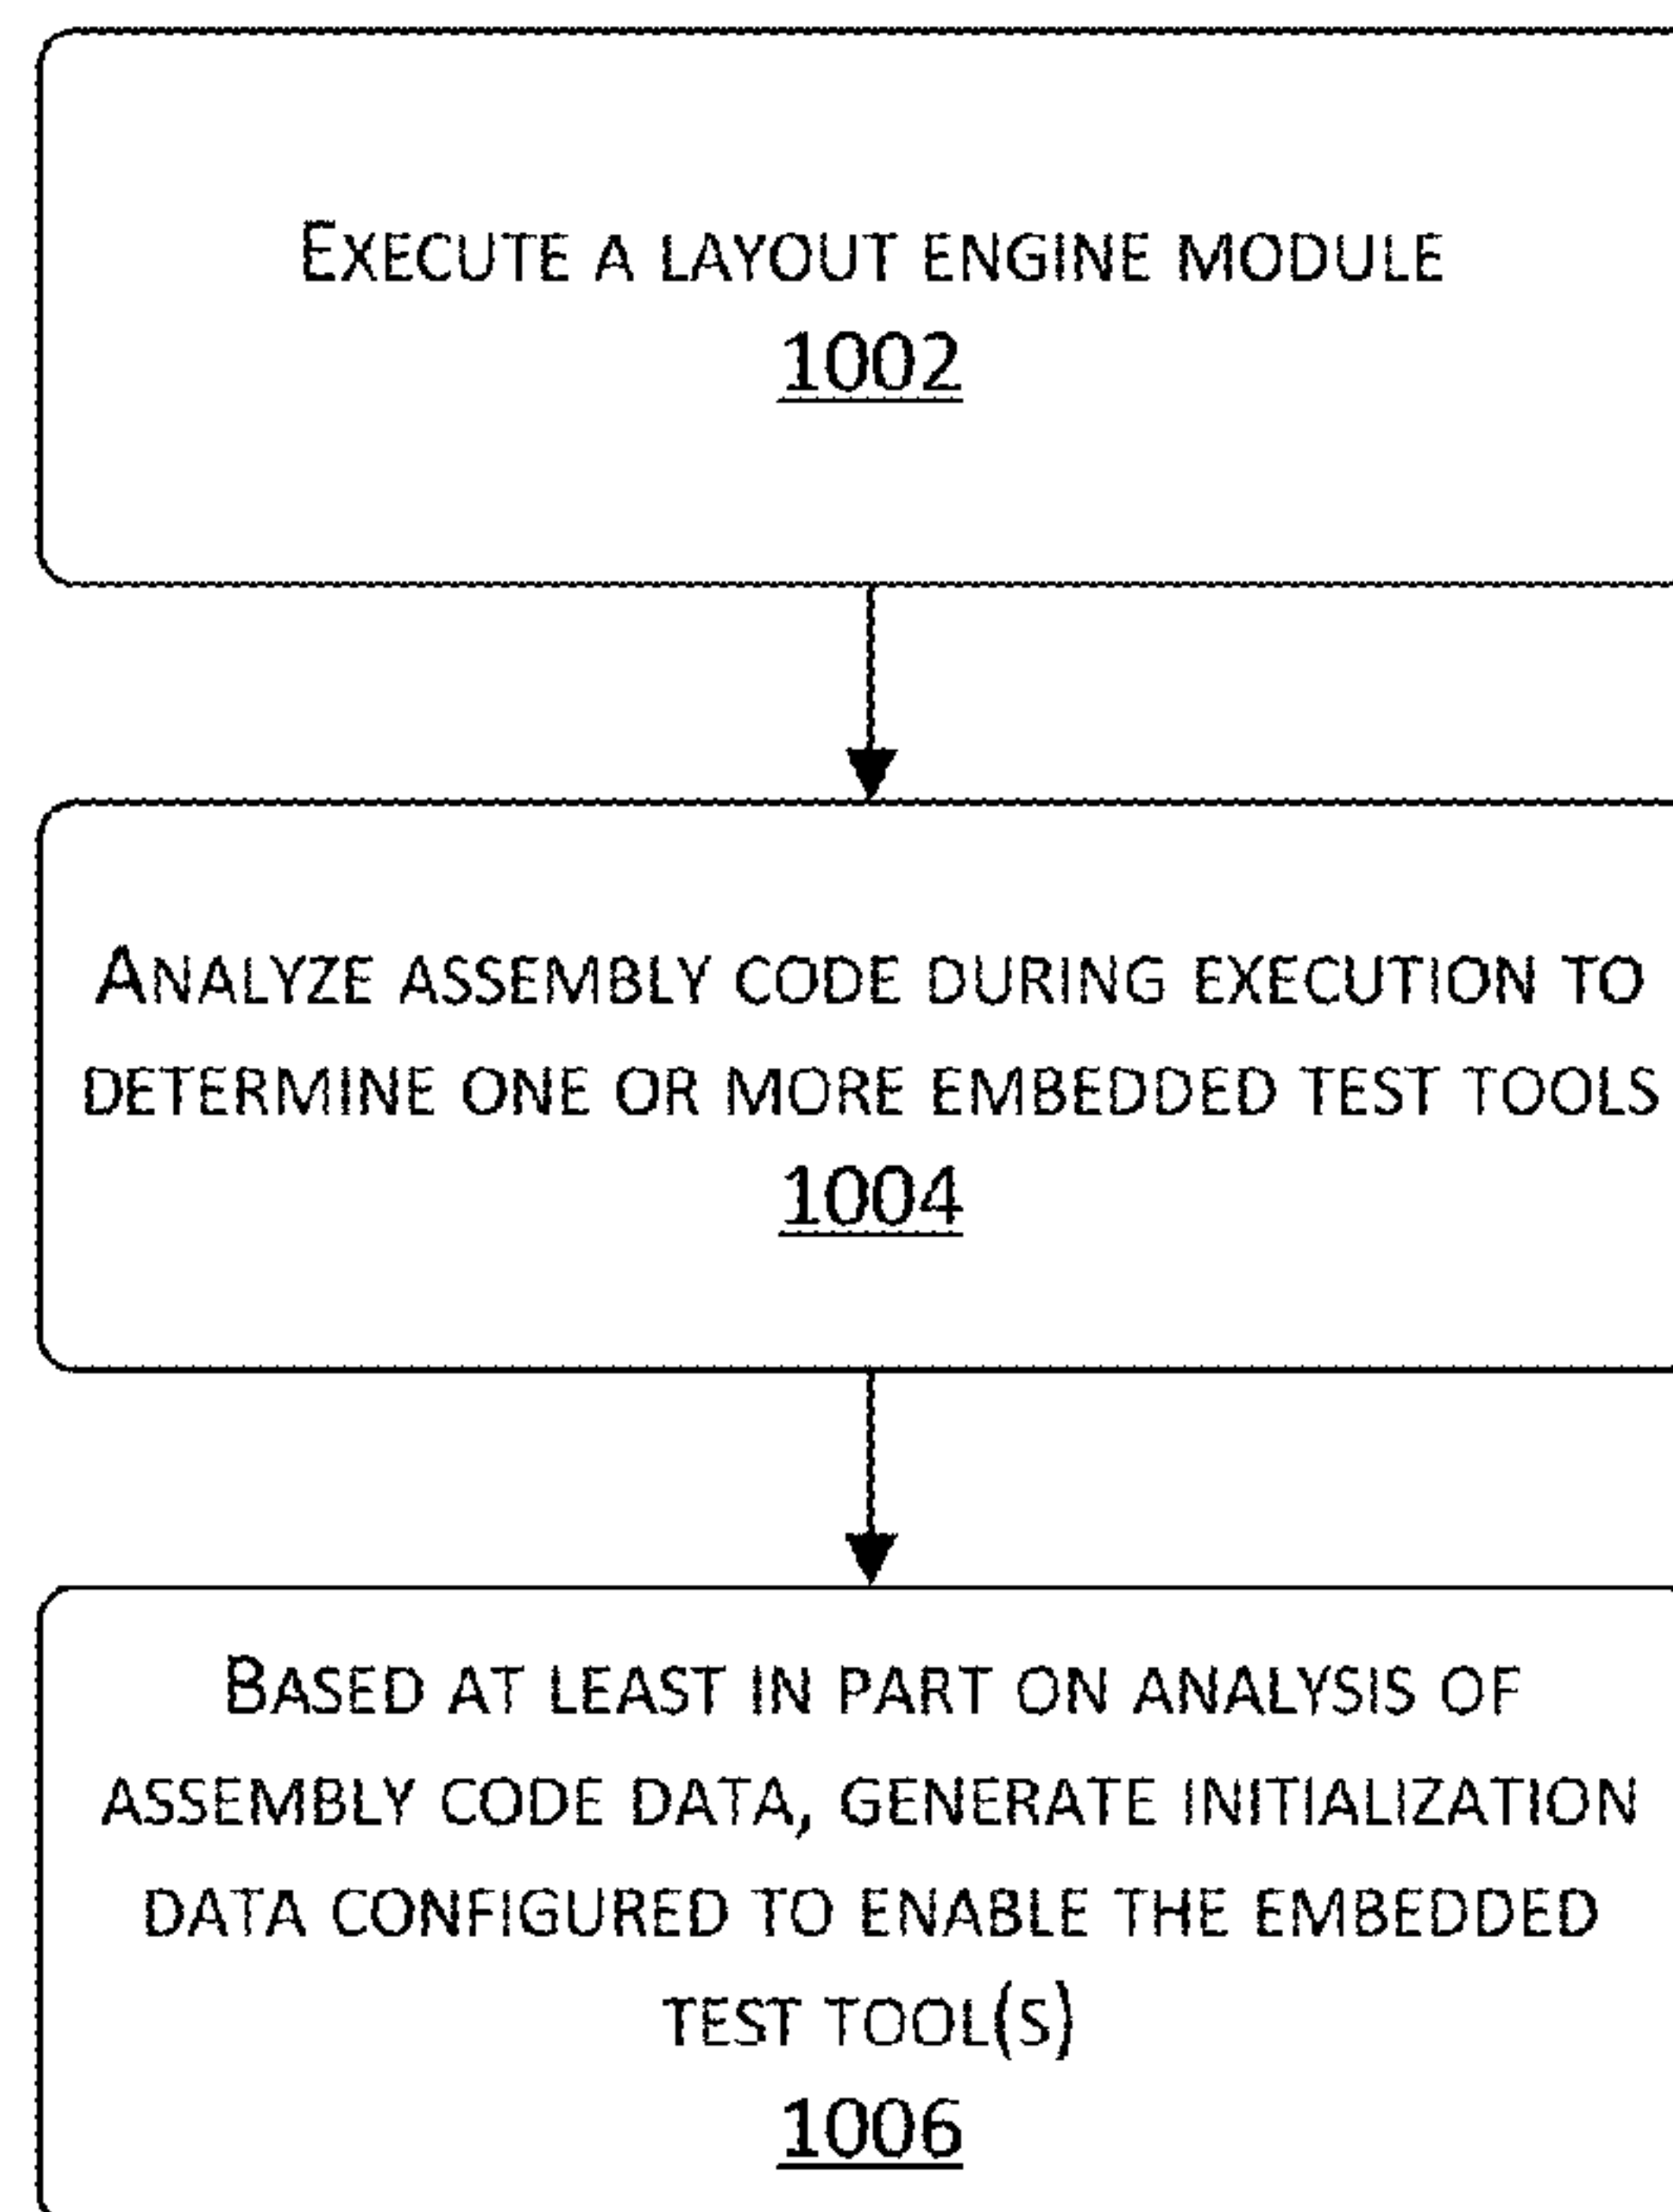 Execute a layout engine module
1002
Analyze assembly code during execution to
determine one or more embedded test tools
1004
Based at least in part on analysis of
assembly code data, generate initialization
data configured to enable the embedded
test tool(s)
1006